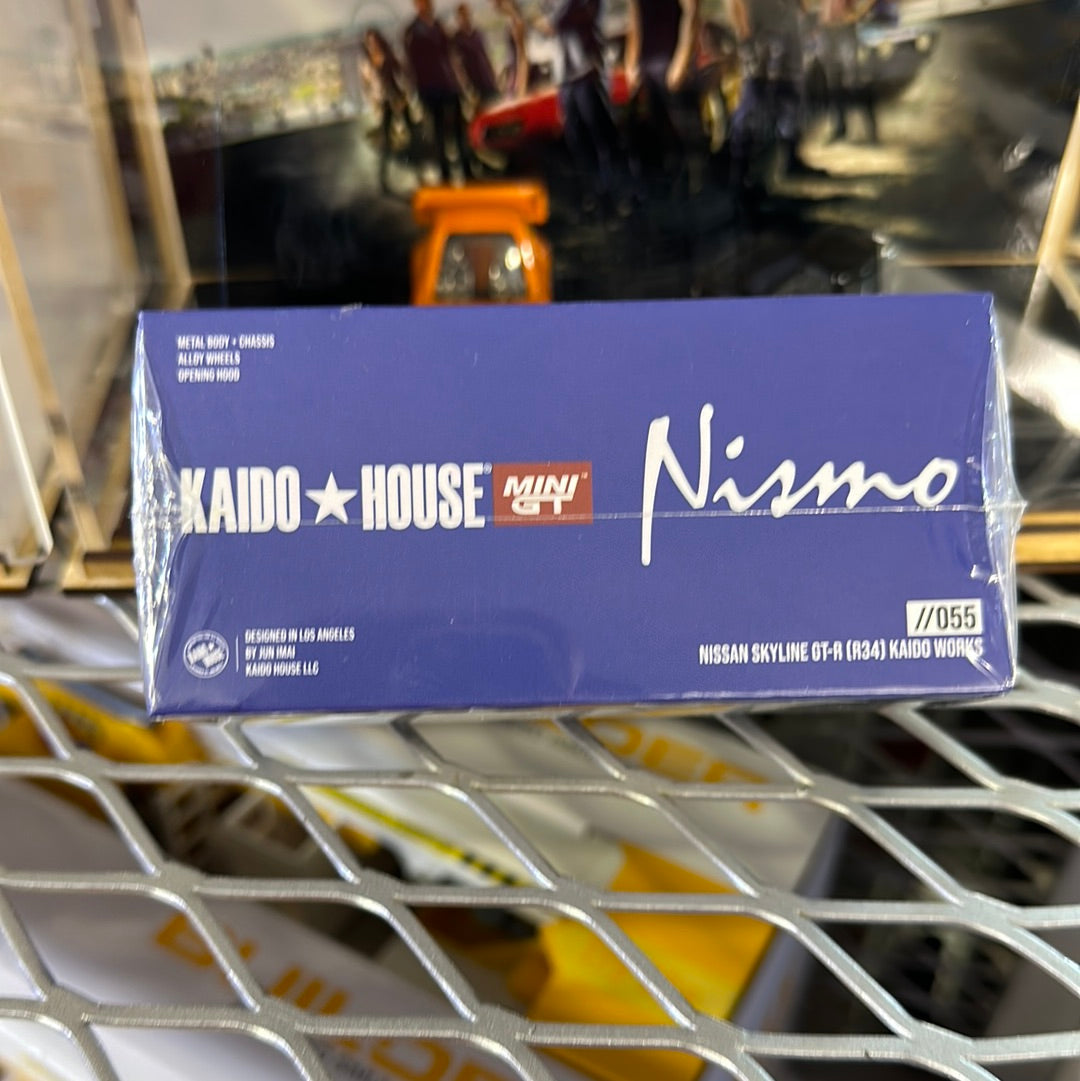 METAL BODY + CHASSIS
ALLOY WHEELS
OPENING HOOD
KAIDO ★ HOUSE®
MINI GT™
Nismo
DESIGNED IN LOS ANGELES
BY JUN IMAI
KAIDO HOUSE LLC
//055
NISSAN SKYLINE GT-R (R34) KAIDO WORKS